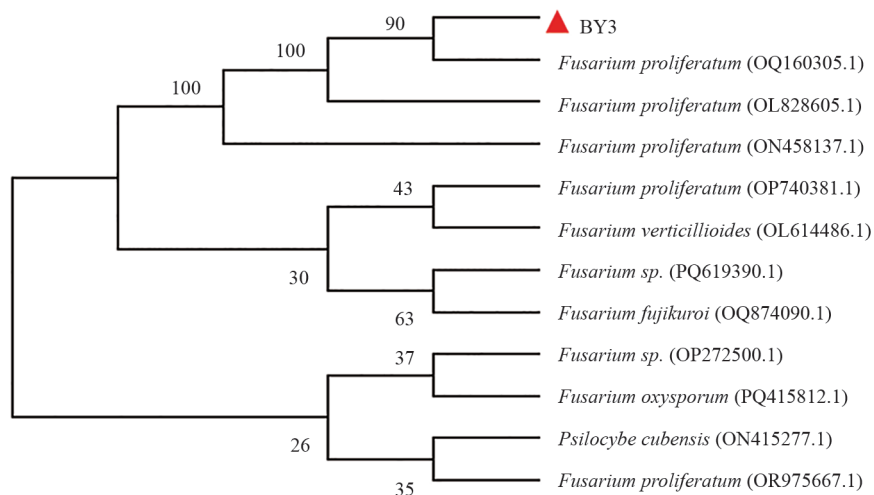 90
BY3
100
Fusarium proliferatum (OQ160305.1)
100
Fusarium proliferatum (OL828605.1)
Fusarium proliferatum (ON458137.1)
43
Fusarium proliferatum (OP740381.1)
Fusarium verticillioides (OL614486.1)
30
Fusarium sp. (PQ619390.1)
63
Fusarium fujikuroi (OQ874090.1)
37
Fusarium sp. (OP272500.1)
Fusarium oxysporum (PQ415812.1)
26
Psilocybe cubensis (ON415277.1)
35
Fusarium proliferatum (OR975667.1)